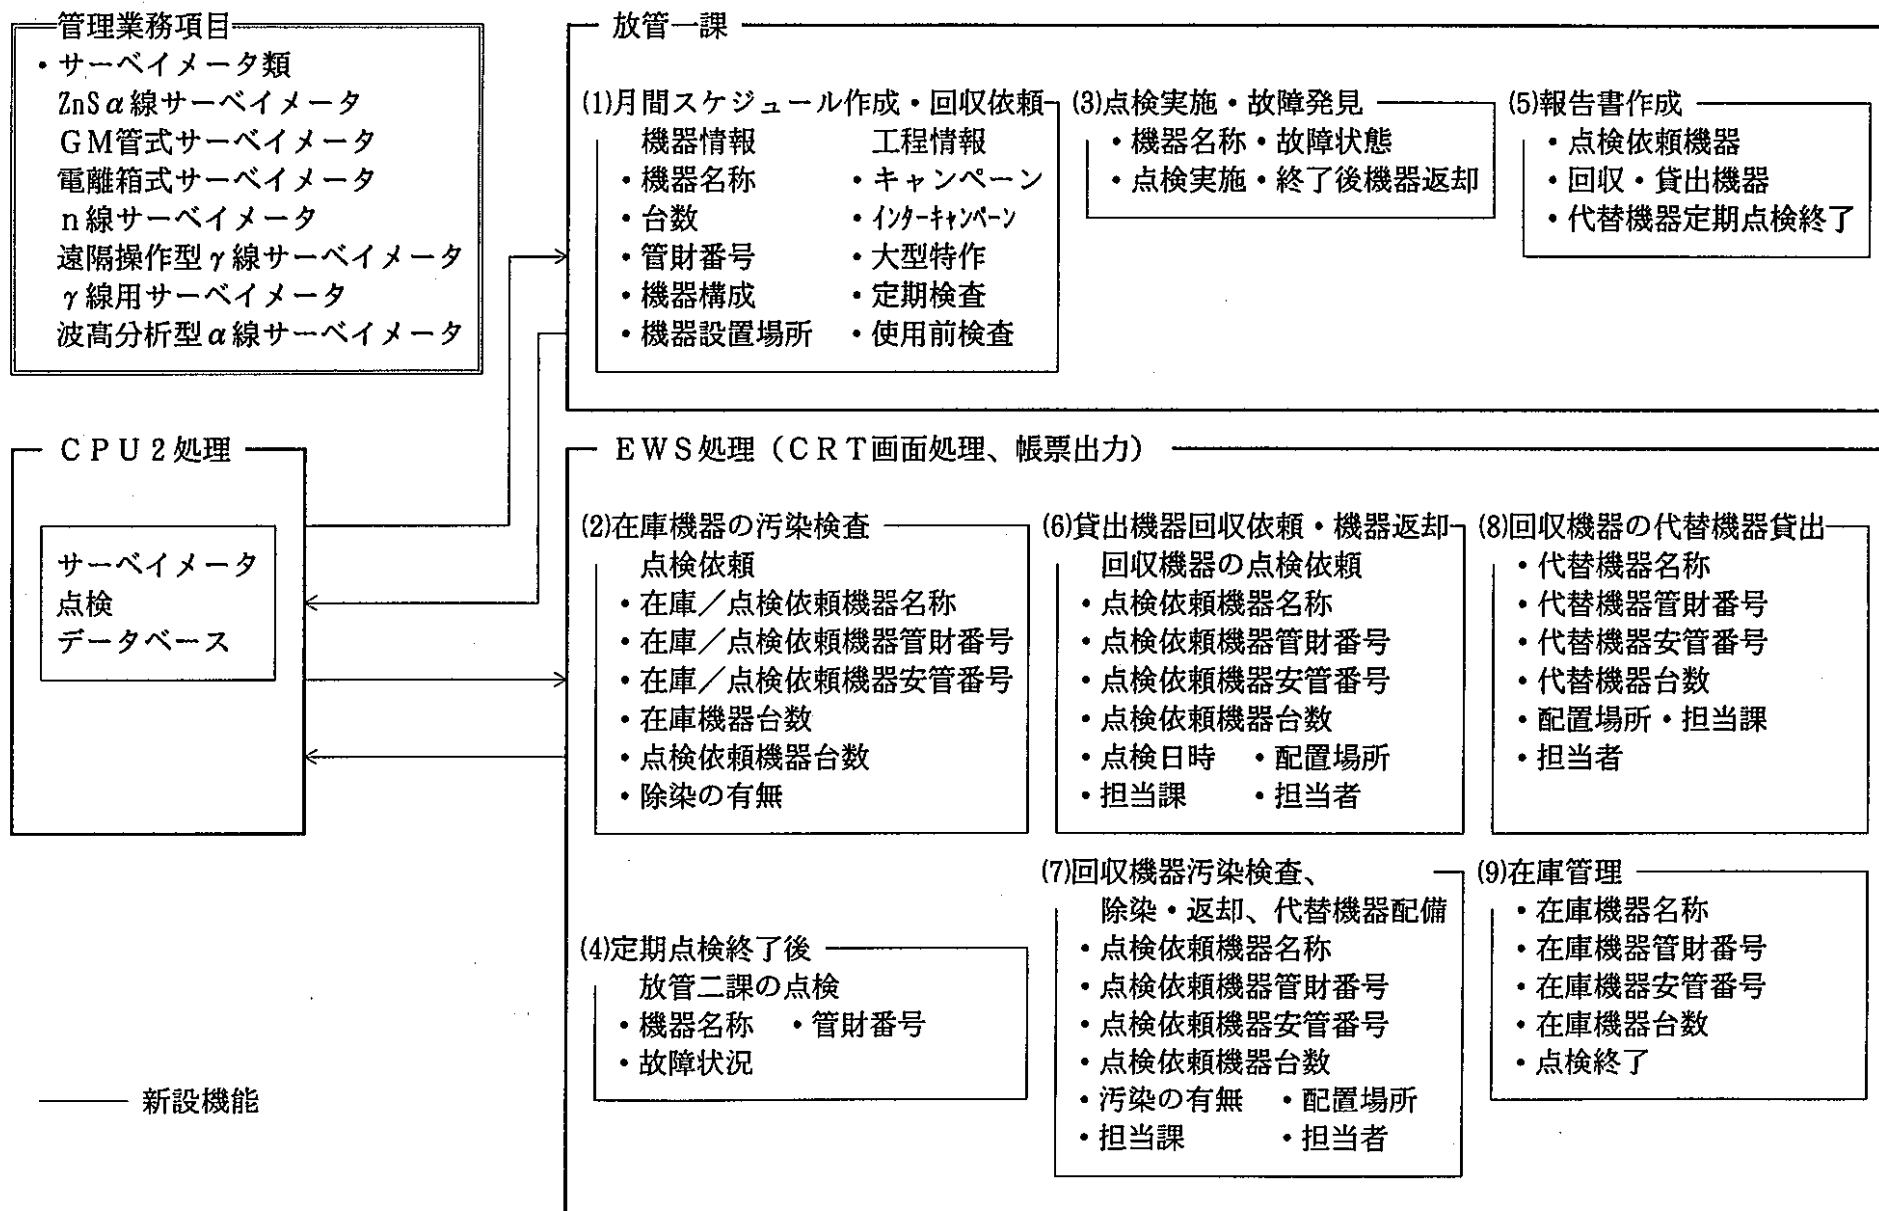 管理業務項目
・サーベイメータ類
ZnSα線サーベイメータ
GM管式サーベイメータ
電離箱式サーベイメータ
n線サーベイメータ
遠隔操作型γ線サーベイメータ
γ線用サーベイメータ
波高分析型α線サーベイメータ
放管一課
(1)月間スケジュール作成・回収依頼
機器情報 工程情報
・機器名称 ・キャンペーン
・台数 ・インターキャンペーン
・管財番号 ・大型特作
・機器構成 ・定期検査
・機器設置場所 ・使用前検査
(3)点検実施・故障発見
・機器名称・故障状態
・点検実施・終了後機器返却
(5)報告書作成
・点検依頼機器
・回収・貸出機器
・代替機器定期点検終了
CPU2処理
サーベイメータ
点検
データベース
EWS処理（CRT画面処理、帳票出力）
(2)在庫機器の汚染検査
点検依頼
・在庫／点検依頼機器名称
・在庫／点検依頼機器管財番号
・在庫／点検依頼機器安管番号
・在庫機器台数
・点検依頼機器台数
・除染の有無
(6)貸出機器回収依頼・機器返却
回収機器の点検依頼
・点検依頼機器名称
・点検依頼機器管財番号
・点検依頼機器安管番号
・点検依頼機器台数
・点検日時 ・配置場所
・担当課 ・担当者
(8)回収機器の代替機器貸出
・代替機器名称
・代替機器管財番号
・代替機器安管番号
・代替機器台数
・配置場所・担当課
・担当者
(4)定期点検終了後
放管二課の点検
・機器名称 ・管財番号
・故障状況
(7)回収機器汚染検査、
除染・返却、代替機器配備
・点検依頼機器名称
・点検依頼機器管財番号
・点検依頼機器安管番号
・点検依頼機器台数
・汚染の有無 ・配置場所
・担当課 ・担当者
(9)在庫管理
・在庫機器名称
・在庫機器管財番号
・在庫機器安管番号
・在庫機器台数
・点検終了
新設機能